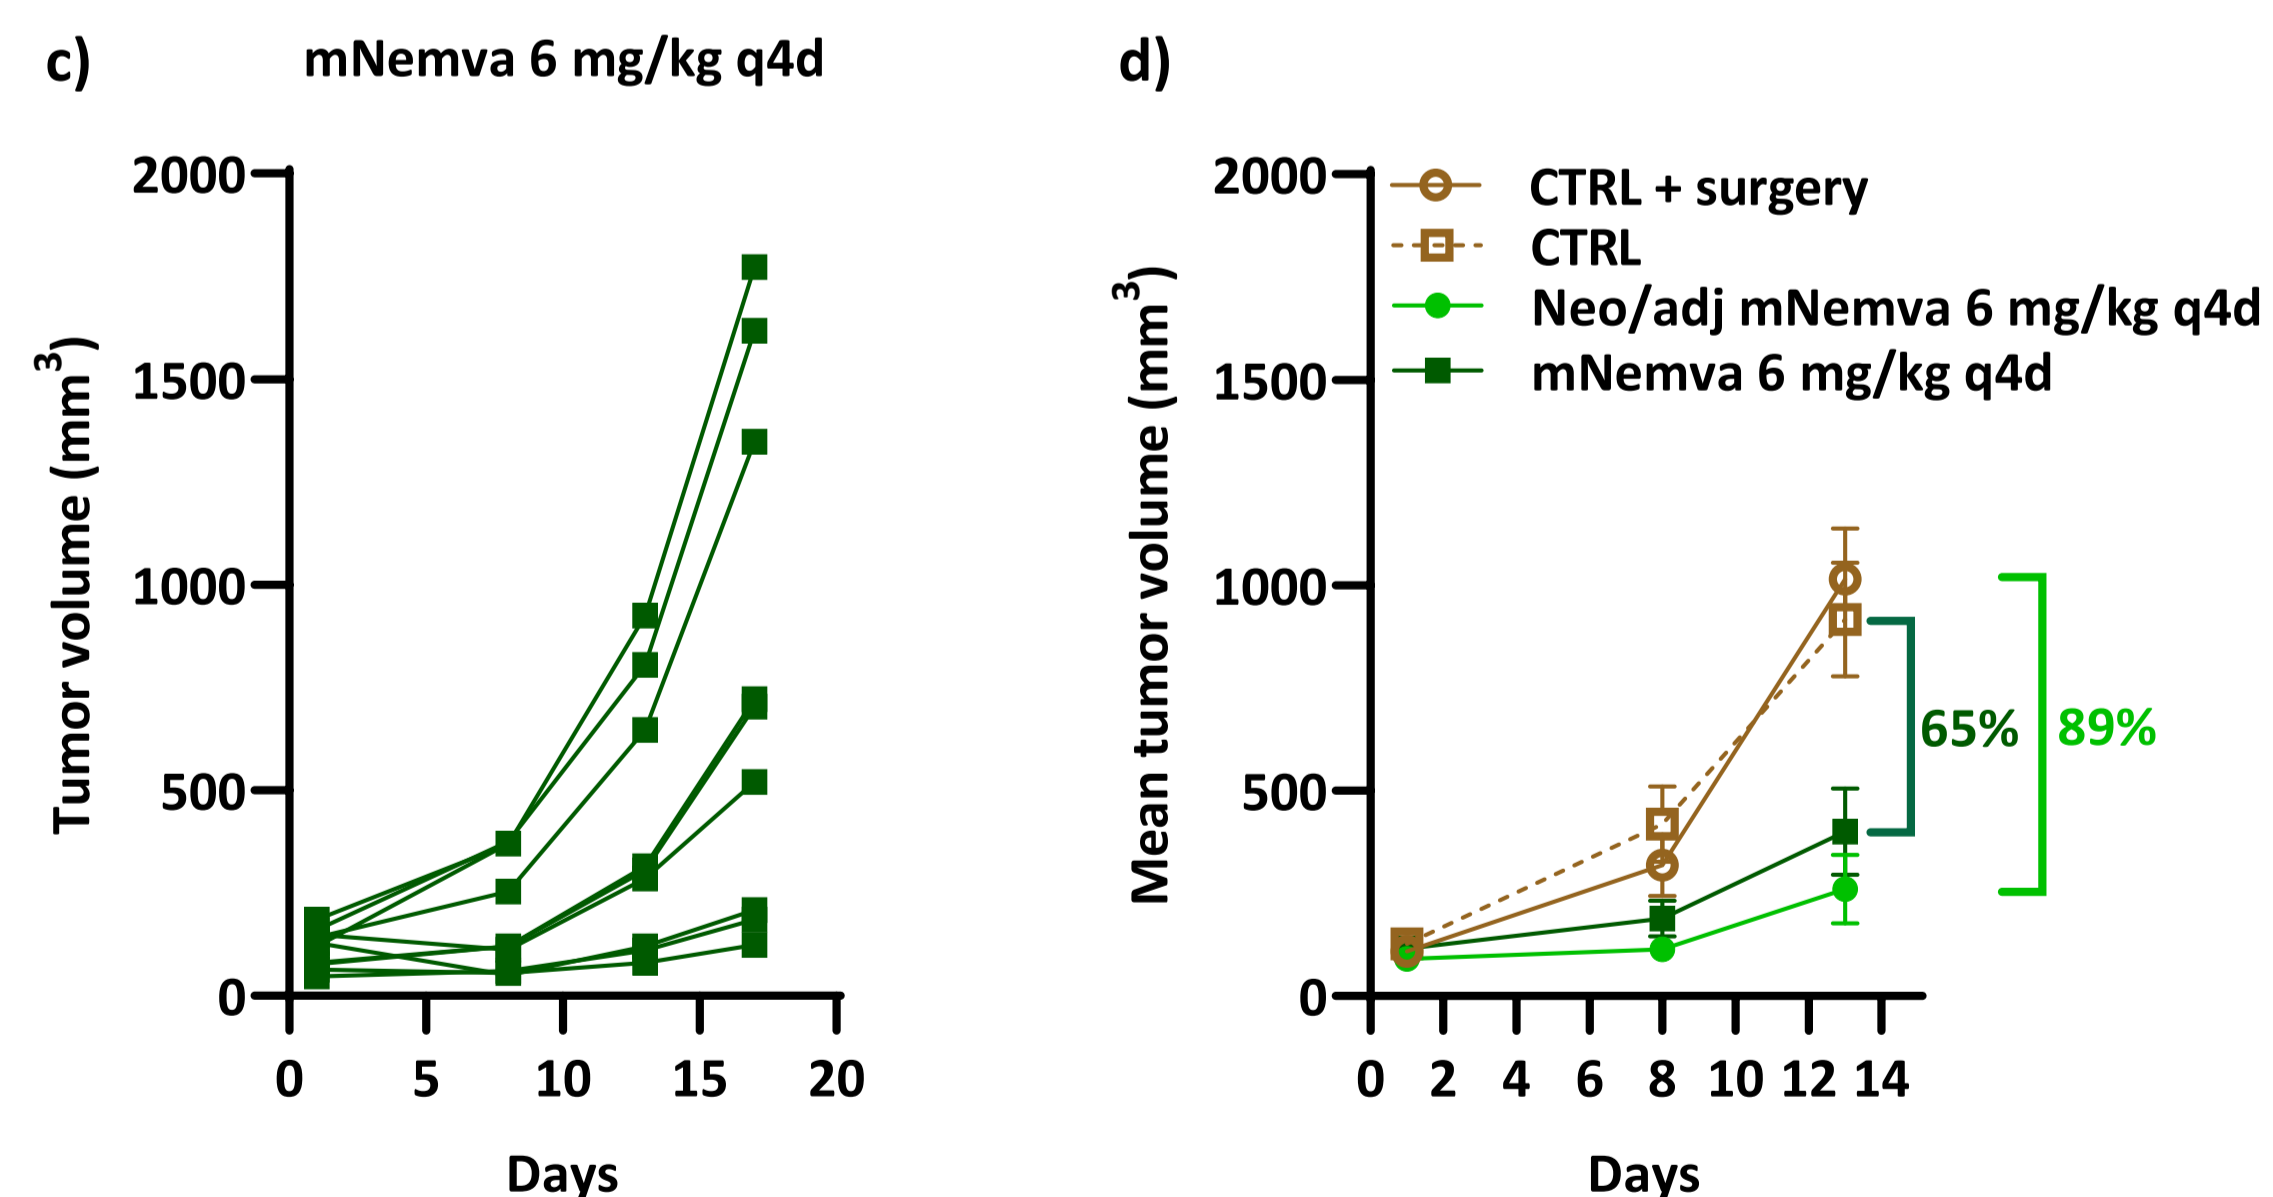 c)
mNemva 6 mg/kg q4d
Tumor volume (mm³)
2000
1500
1000
500
0
0 5 10 15 20
Days
d)
Mean tumor volume (mm³)
2000
1500
1000
500
0
CTRL + surgery
CTRL
Neo/adj mNemva 6 mg/kg q4d
mNemva 6 mg/kg q4d
65%
89%
0 2 4 6 8 10 12 14
Days